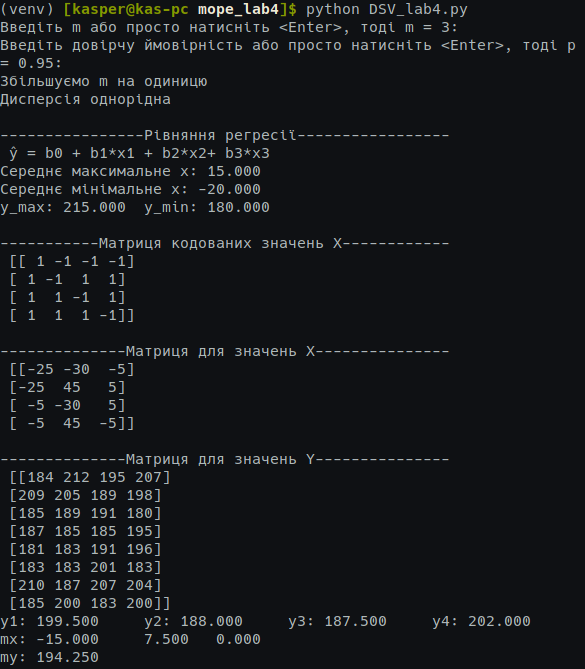 (venv) [kasper@kas-pc mope_lab4]$ python DSV_lab4.py
Введіть m або просто натисніть <Enter>, тоді m = 3:
Введіть довірчу ймовірність або просто натисніть <Enter>, тоді p
= 0.95:
Збільшуємо m на одиницю
Дисперсія однорідна

----------------Рівняння регресії-----------------
 ŷ = b0 + b1*x1 + b2*x2+ b3*x3
Середнє максимальне x: 15.000
Середнє мінімальне x: -20.000
y_max: 215.000  y_min: 180.000

-----------Матриця кодованих значень X------------
 [[ 1 -1 -1 -1]
 [ 1 -1  1  1]
 [ 1  1 -1  1]
 [ 1  1  1 -1]]

--------------Матриця для значень X---------------
 [[-25 -30  -5]
 [-25  45   5]
 [ -5 -30   5]
 [ -5  45  -5]]

--------------Матриця для значень Y---------------
 [[184 212 195 207]
 [209 205 189 198]
 [185 189 191 180]
 [187 185 185 195]
 [181 183 191 196]
 [183 183 201 183]
 [210 187 207 204]
 [185 200 183 200]]
y1: 199.500     y2: 188.000     y3: 187.500     y4: 202.000
mx: -15.000     7.500   0.000
my: 194.250